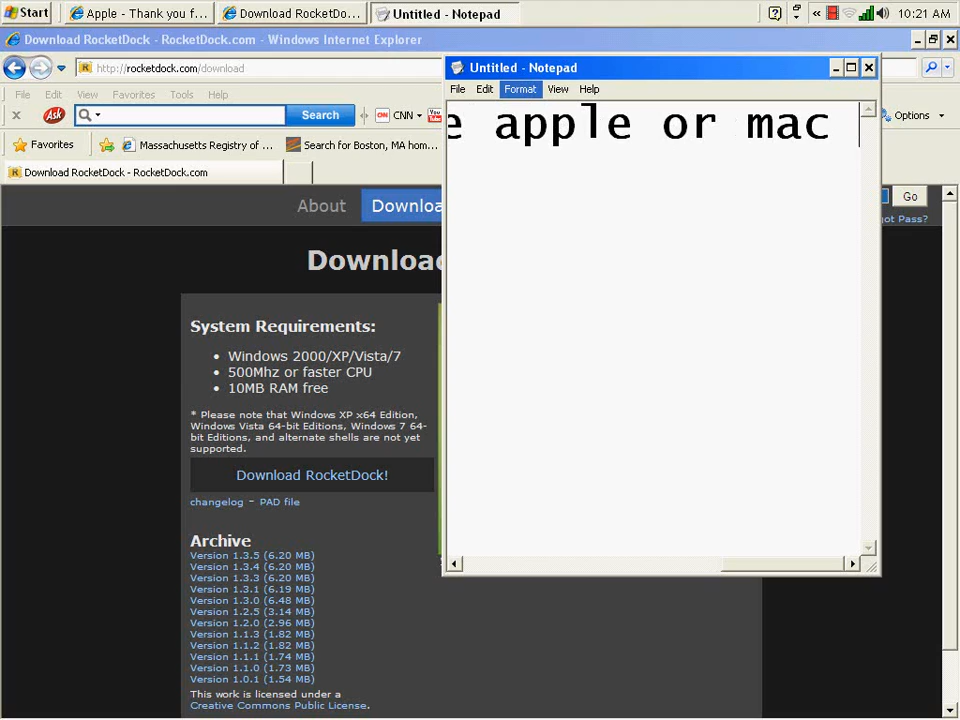 Start
Apple - Thank you f...
Download RocketDo...
Untitled - Notepad
10:21 AM
Download RocketDock - RocketDock.com - Windows Internet Explorer
http://rocketdock.com/download
File Edit View Favorites Tools Help
Ask
Search
CNN
You
Options
Favorites
Massachusetts Registry of ...
Search for Boston, MA hom...
Download RocketDock - RocketDock.com
Untitled - Notepad
File Edit Format View Help
e apple or mac
About
Downloa
Go
got Pass?
Downloac
System Requirements:
• Windows 2000/XP/Vista/7
• 500Mhz or faster CPU
• 10MB RAM free
* Please note that Windows XP x64 Edition,
Windows Vista 64-bit Editions, Windows 7 64-
bit Editions, and alternate shells are not yet
supported.
Download RocketDock!
changelog - PAD file
Archive
Version 1.3.5 (6.20 MB)
Version 1.3.4 (6.20 MB)
Version 1.3.3 (6.20 MB)
Version 1.3.1 (6.19 MB)
Version 1.3.0 (6.48 MB)
Version 1.2.5 (3.14 MB)
Version 1.2.0 (2.96 MB)
Version 1.1.3 (1.82 MB)
Version 1.1.2 (1.82 MB)
Version 1.1.1 (1.74 MB)
Version 1.1.0 (1.73 MB)
Version 1.0.1 (1.54 MB)
This work is licensed under a
Creative Commons Public License.